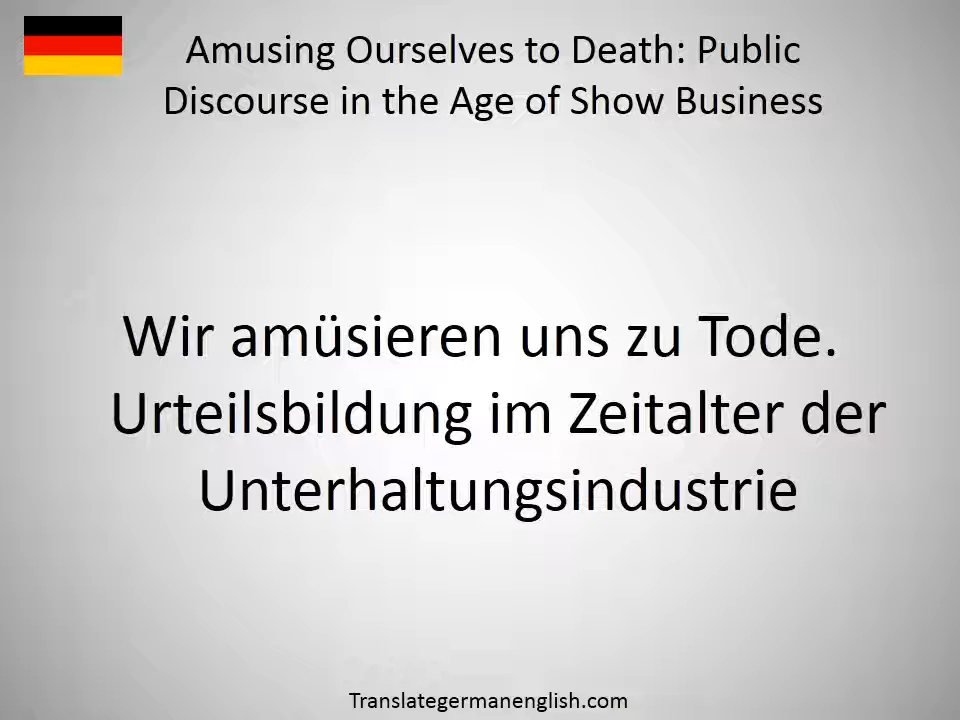 Amusing Ourselves to Death: Public
Discourse in the Age of Show Business
Wir amüsieren uns zu Tode.
Urteilsbildung im Zeitalter der
Unterhaltungsindustrie
Translategermanenglish.com